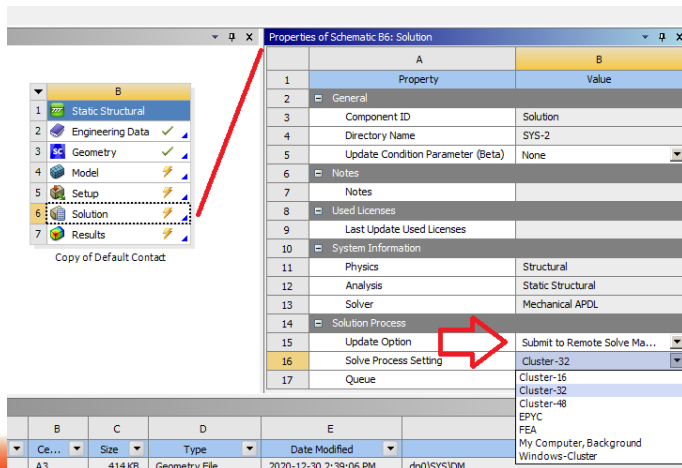 Properties of Schematic B6: Solution
A B
1 Property Value
2 General
3 Component ID Solution
4 Directory Name SYS-2
5 Update Condition Parameter (Beta) None
6 Notes
7 Notes
8 Used Licenses
9 Last Update Used Licenses
10 System Information
11 Physics Structural
12 Analysis Static Structural
13 Solver Mechanical APDL
14 Solution Process
15 Update Option Submit to Remote Solve Ma...
16 Solve Process Setting Cluster-32
17 Queue
Cluster-16
Cluster-32
Cluster-48
EPYC
FEA
My Computer, Background
Windows-Cluster
B
1 Static Structural
2 Engineering Data
3 SC Geometry
4 Model
5 Setup
6 Solution
7 Results
Copy of Default Contact
B C D E
Ce... Size Type Date Modified
A3 414 KB Geometry File 2020-12-30 2:39:06 PM dp0\SYS\DM